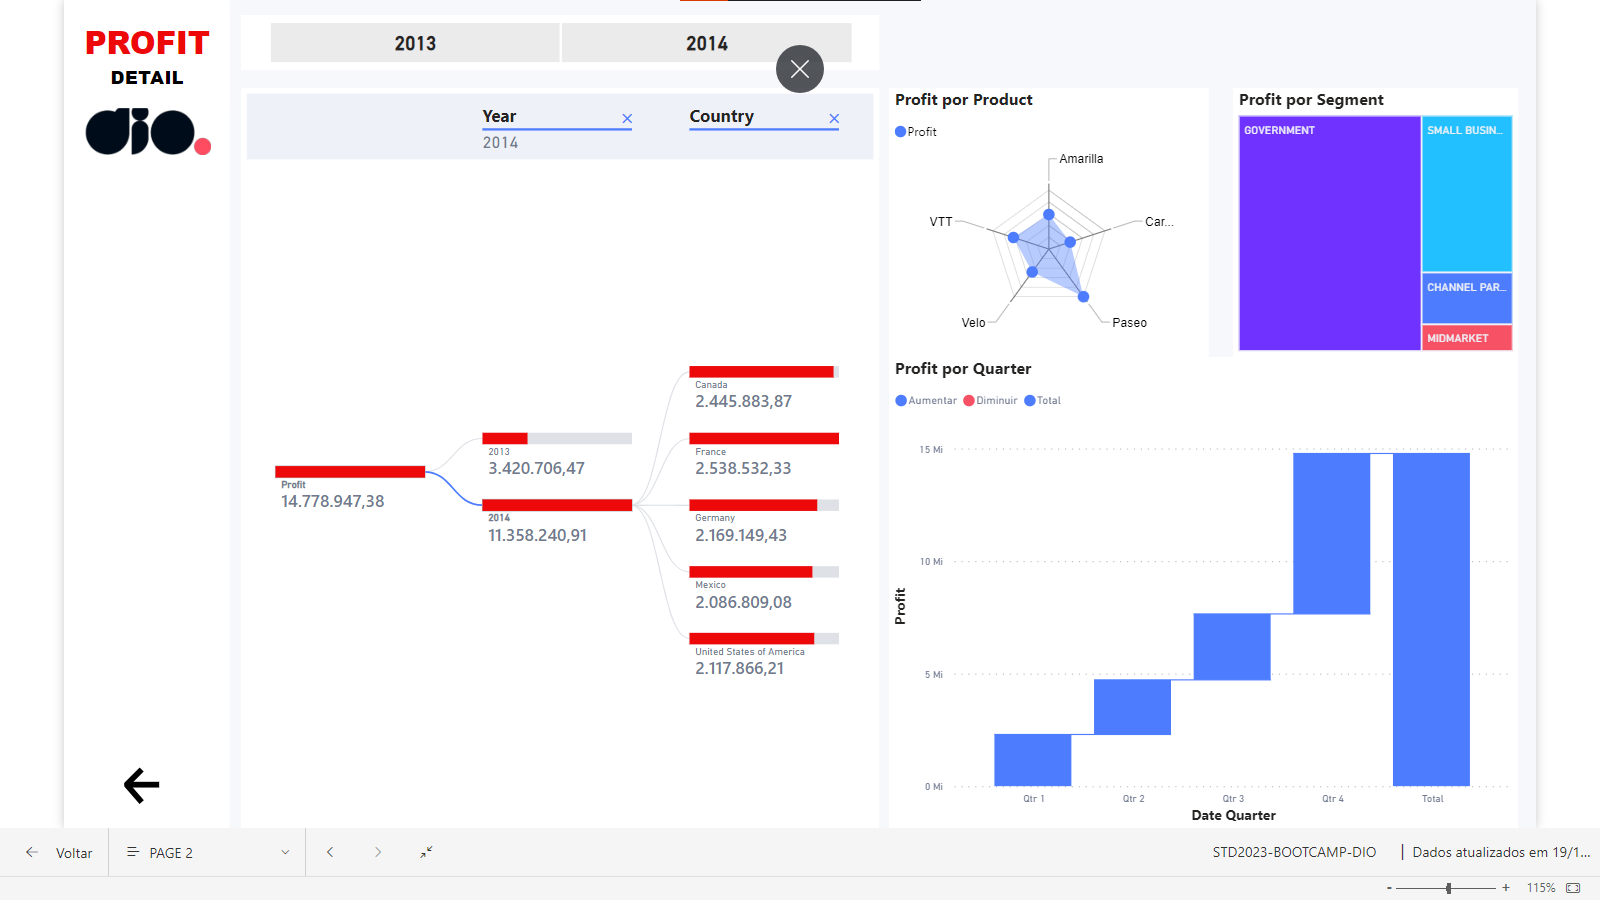 PROFIT
DETAIL
dio.
2013
2014
Year
2014
Country
Profit
14.778.947,38
2013
3.420.706,47
2014
11.358.240,91
Canada
2.445.883,87
France
2.538.532,33
Germany
2.169.149,43
Mexico
2.086.809,08
United States of America
2.117.866,21
Profit por Product
Profit
Amarilla
Car...
Paseo
Velo
VTT
Profit por Segment
GOVERNMENT
SMALL BUSIN...
CHANNEL PAR...
MIDMARKET
Profit por Quarter
Aumentar Diminuir Total
15 Mi
10 Mi
5 Mi
0 Mi
Profit
Qtr 1 Qtr 2 Qtr 3 Qtr 4 Total
Date Quarter
Voltar PAGE 2 STD2023-BOOTCAMP-DIO | Dados atualizados em 19/1...
- + 115%